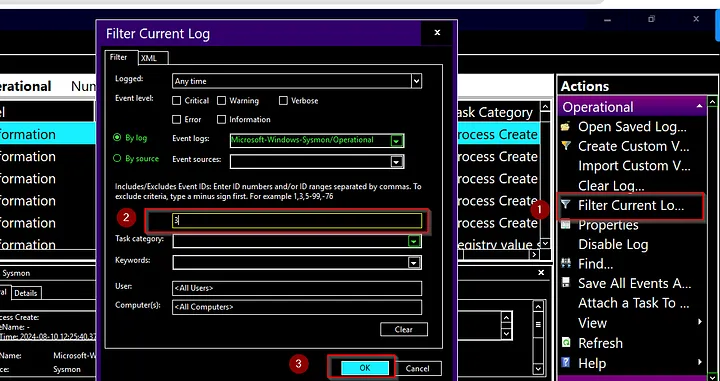 Filter Current Log
x
Filter
XML
Logged:
Any time
Event level:
Critical
Warning
Verbose
Error
Information
By log
Event logs:
Microsoft-Windows-Sysmon/Operational
By source
Event sources:
Includes/Excludes Event IDs: Enter ID numbers and/or ID ranges separated by commas. To
exclude criteria, type a minus sign first. For example 1,3,5-99,-76
2
3
Task category:
Keywords:
User:
<All Users>
Computer(s):
<All Computers>
Clear
3
OK
Cancel
erational
Num
el
formation
formation
formation
formation
formation
formation
ask Category
rocess Create
rocess Create
rocess Create
rocess Create
rocess Create
egistry value s
Sysmon
x
ral
Details
cess Create:
eName: -
Time: 2024-08-10 12:25:40.37
Name:
Microsof
ce:
Sysmon
Actions
Operational
Open Saved Log...
Create Custom V...
Import Custom V...
Clear Log...
1
Filter Current Lo...
Properties
Disable Log
Find...
Save All Events A...
Attach a Task To ...
View
Refresh
Help